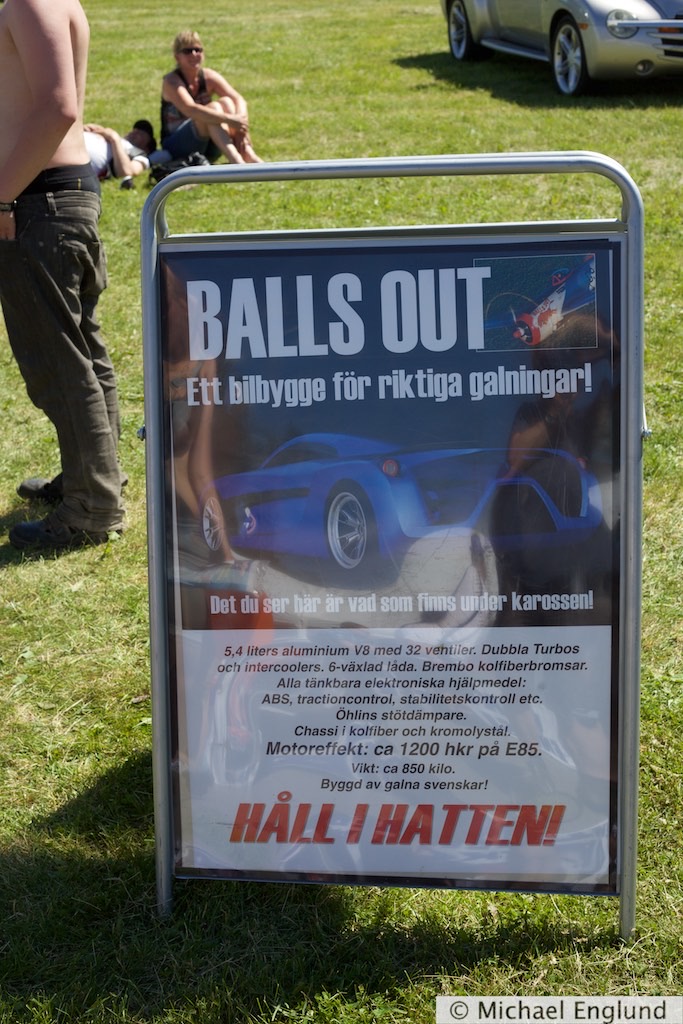 BALLS OUT
Ett bilbygge för riktiga galningar!
Det du ser här är vad som finns under karossen!
5,4 liters aluminium V8 med 32 ventiler. Dubbla Turbos
och intercoolers. 6-växlad låda. Brembo kolfiberbromsar.
Alla tänkbara elektroniska hjälpmedel:
ABS, tractioncontrol, stabilitetskontroll etc.
Öhlins stötdämpare.
Chassi i kolfiber och kromolystål.
Motoreffekt: ca 1200 hkr på E85.
Vikt: ca 850 kilo.
Byggd av galna svenskar!
HÅLL I HATTEN!
© Michael Englund